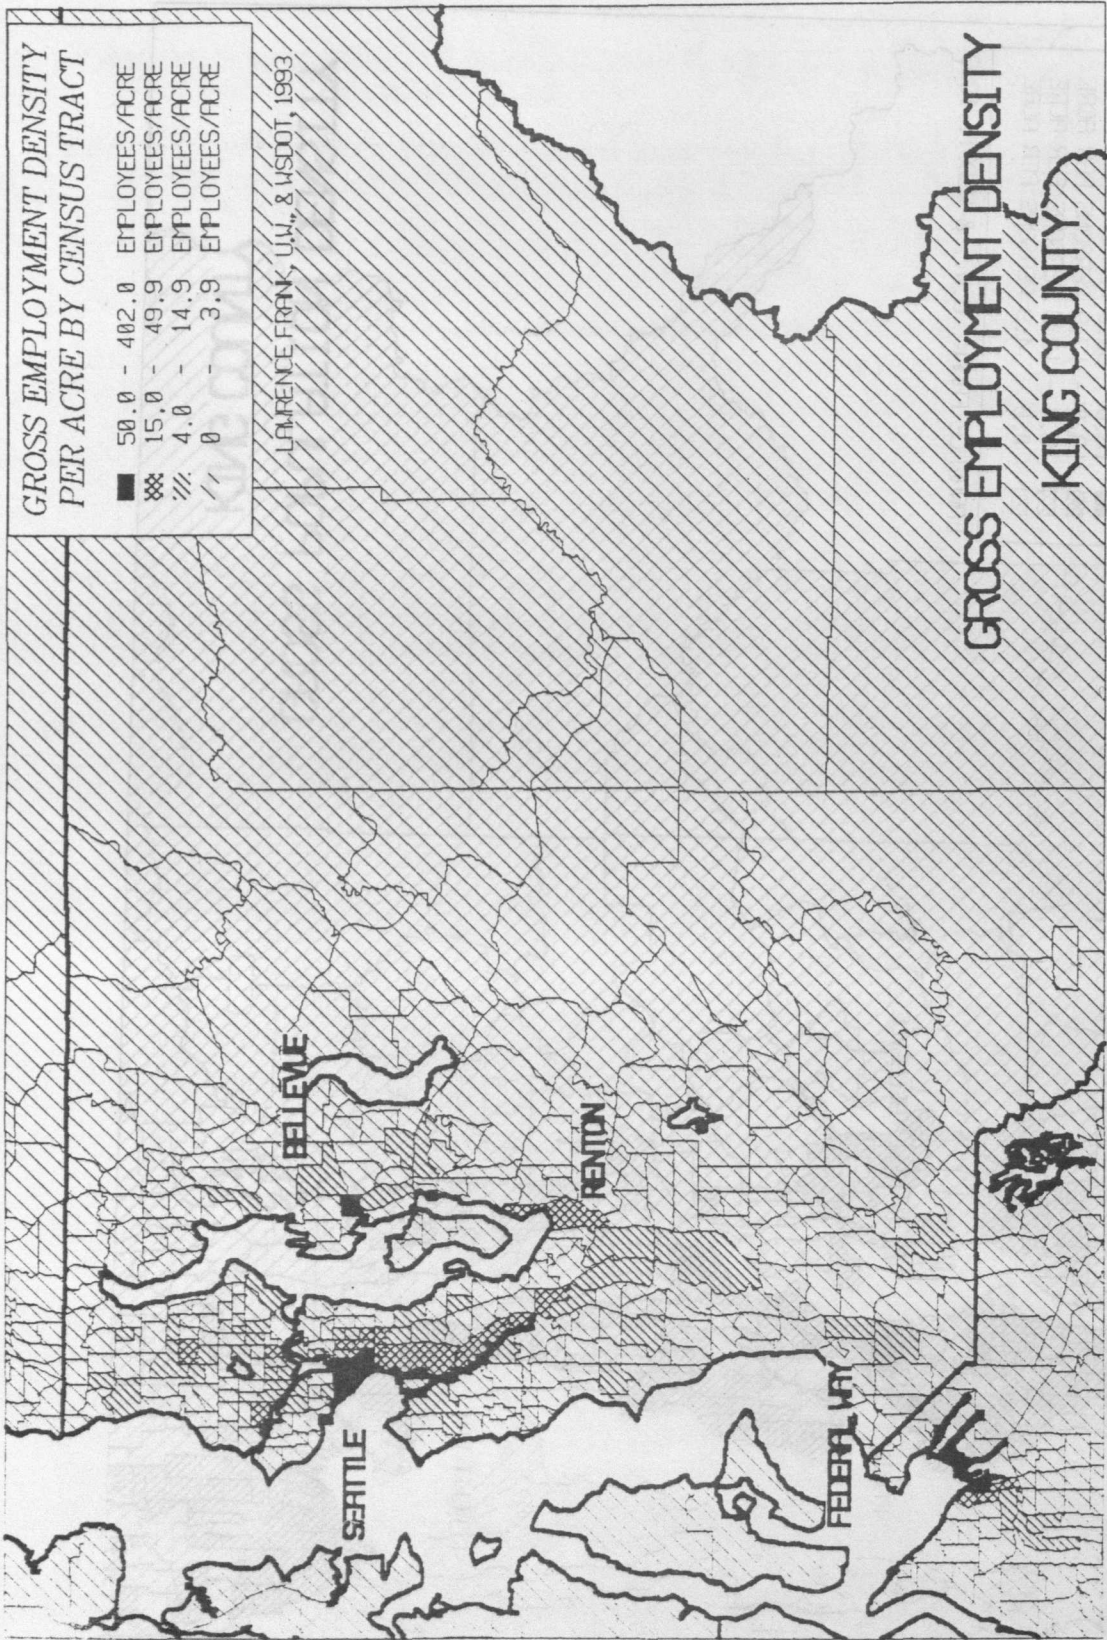 GROSS EMPLOYMENT DENSITY
PER ACRE BY CENSUS TRACT
50.0 - 402.0 EMPLOYEES/ACRE
15.0 - 49.9 EMPLOYEES/ACRE
4.0 - 14.9 EMPLOYEES/ACRE
0 - 3.9 EMPLOYEES/ACRE
LAWRENCE FRANK, U.W., & WSDOT, 1993
BELLEVUE
SEATTLE
RENTON
FEDERAL WAY
GROSS EMPLOYMENT DENSITY
KING COUNTY